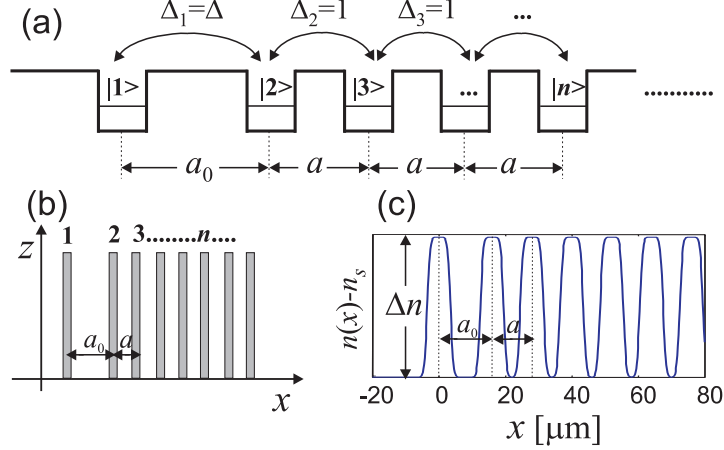 (a)
Δ₁=Δ Δ₂=1 Δ₃=1 ...
|1> |2> |3> ... |n> ...........
a₀ a a a
(b)
z
1 2 3........n....
a₀ a
x
(c)
n(x)-nₛ
Δn
a₀ a
-20 0 20 40 60 80
x [μm]